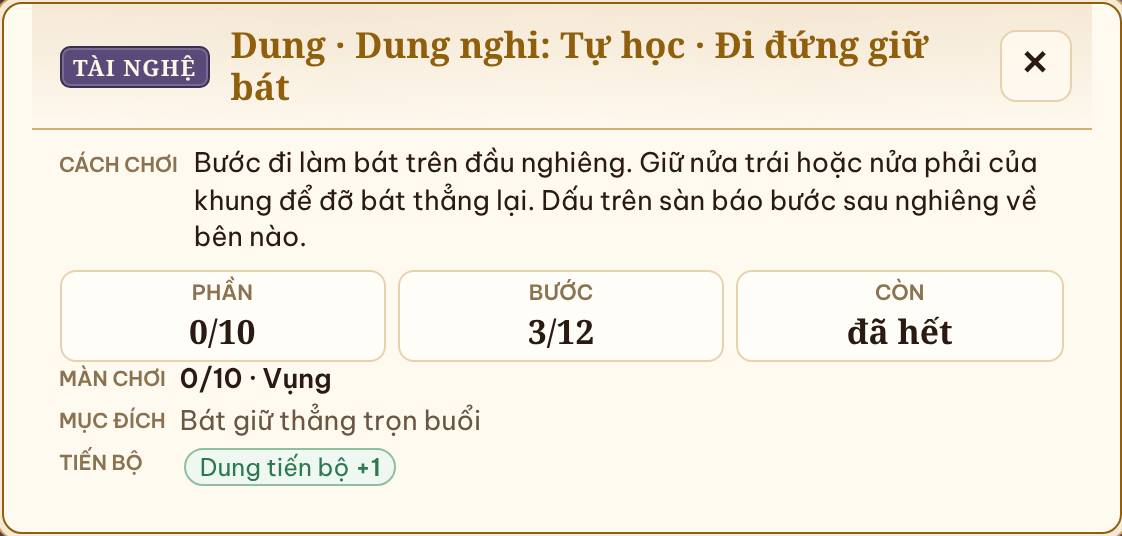 TÀI NGHỆ
Dung · Dung nghi: Tự học · Đi đứng giữ
bát
×
CÁCH CHƠI
Bước đi làm bát trên đầu nghiêng. Giữ nửa trái hoặc nửa phải của
khung để đỡ bát thẳng lại. Dấu trên sàn báo bước sau nghiêng về
bên nào.
PHẦN
0/10
BƯỚC
3/12
CÒN
đã hết
MÀN CHƠI 0/10 · Vụng
MỤC ĐÍCH Bát giữ thẳng trọn buổi
TIẾN BỘ Dung tiến bộ +1